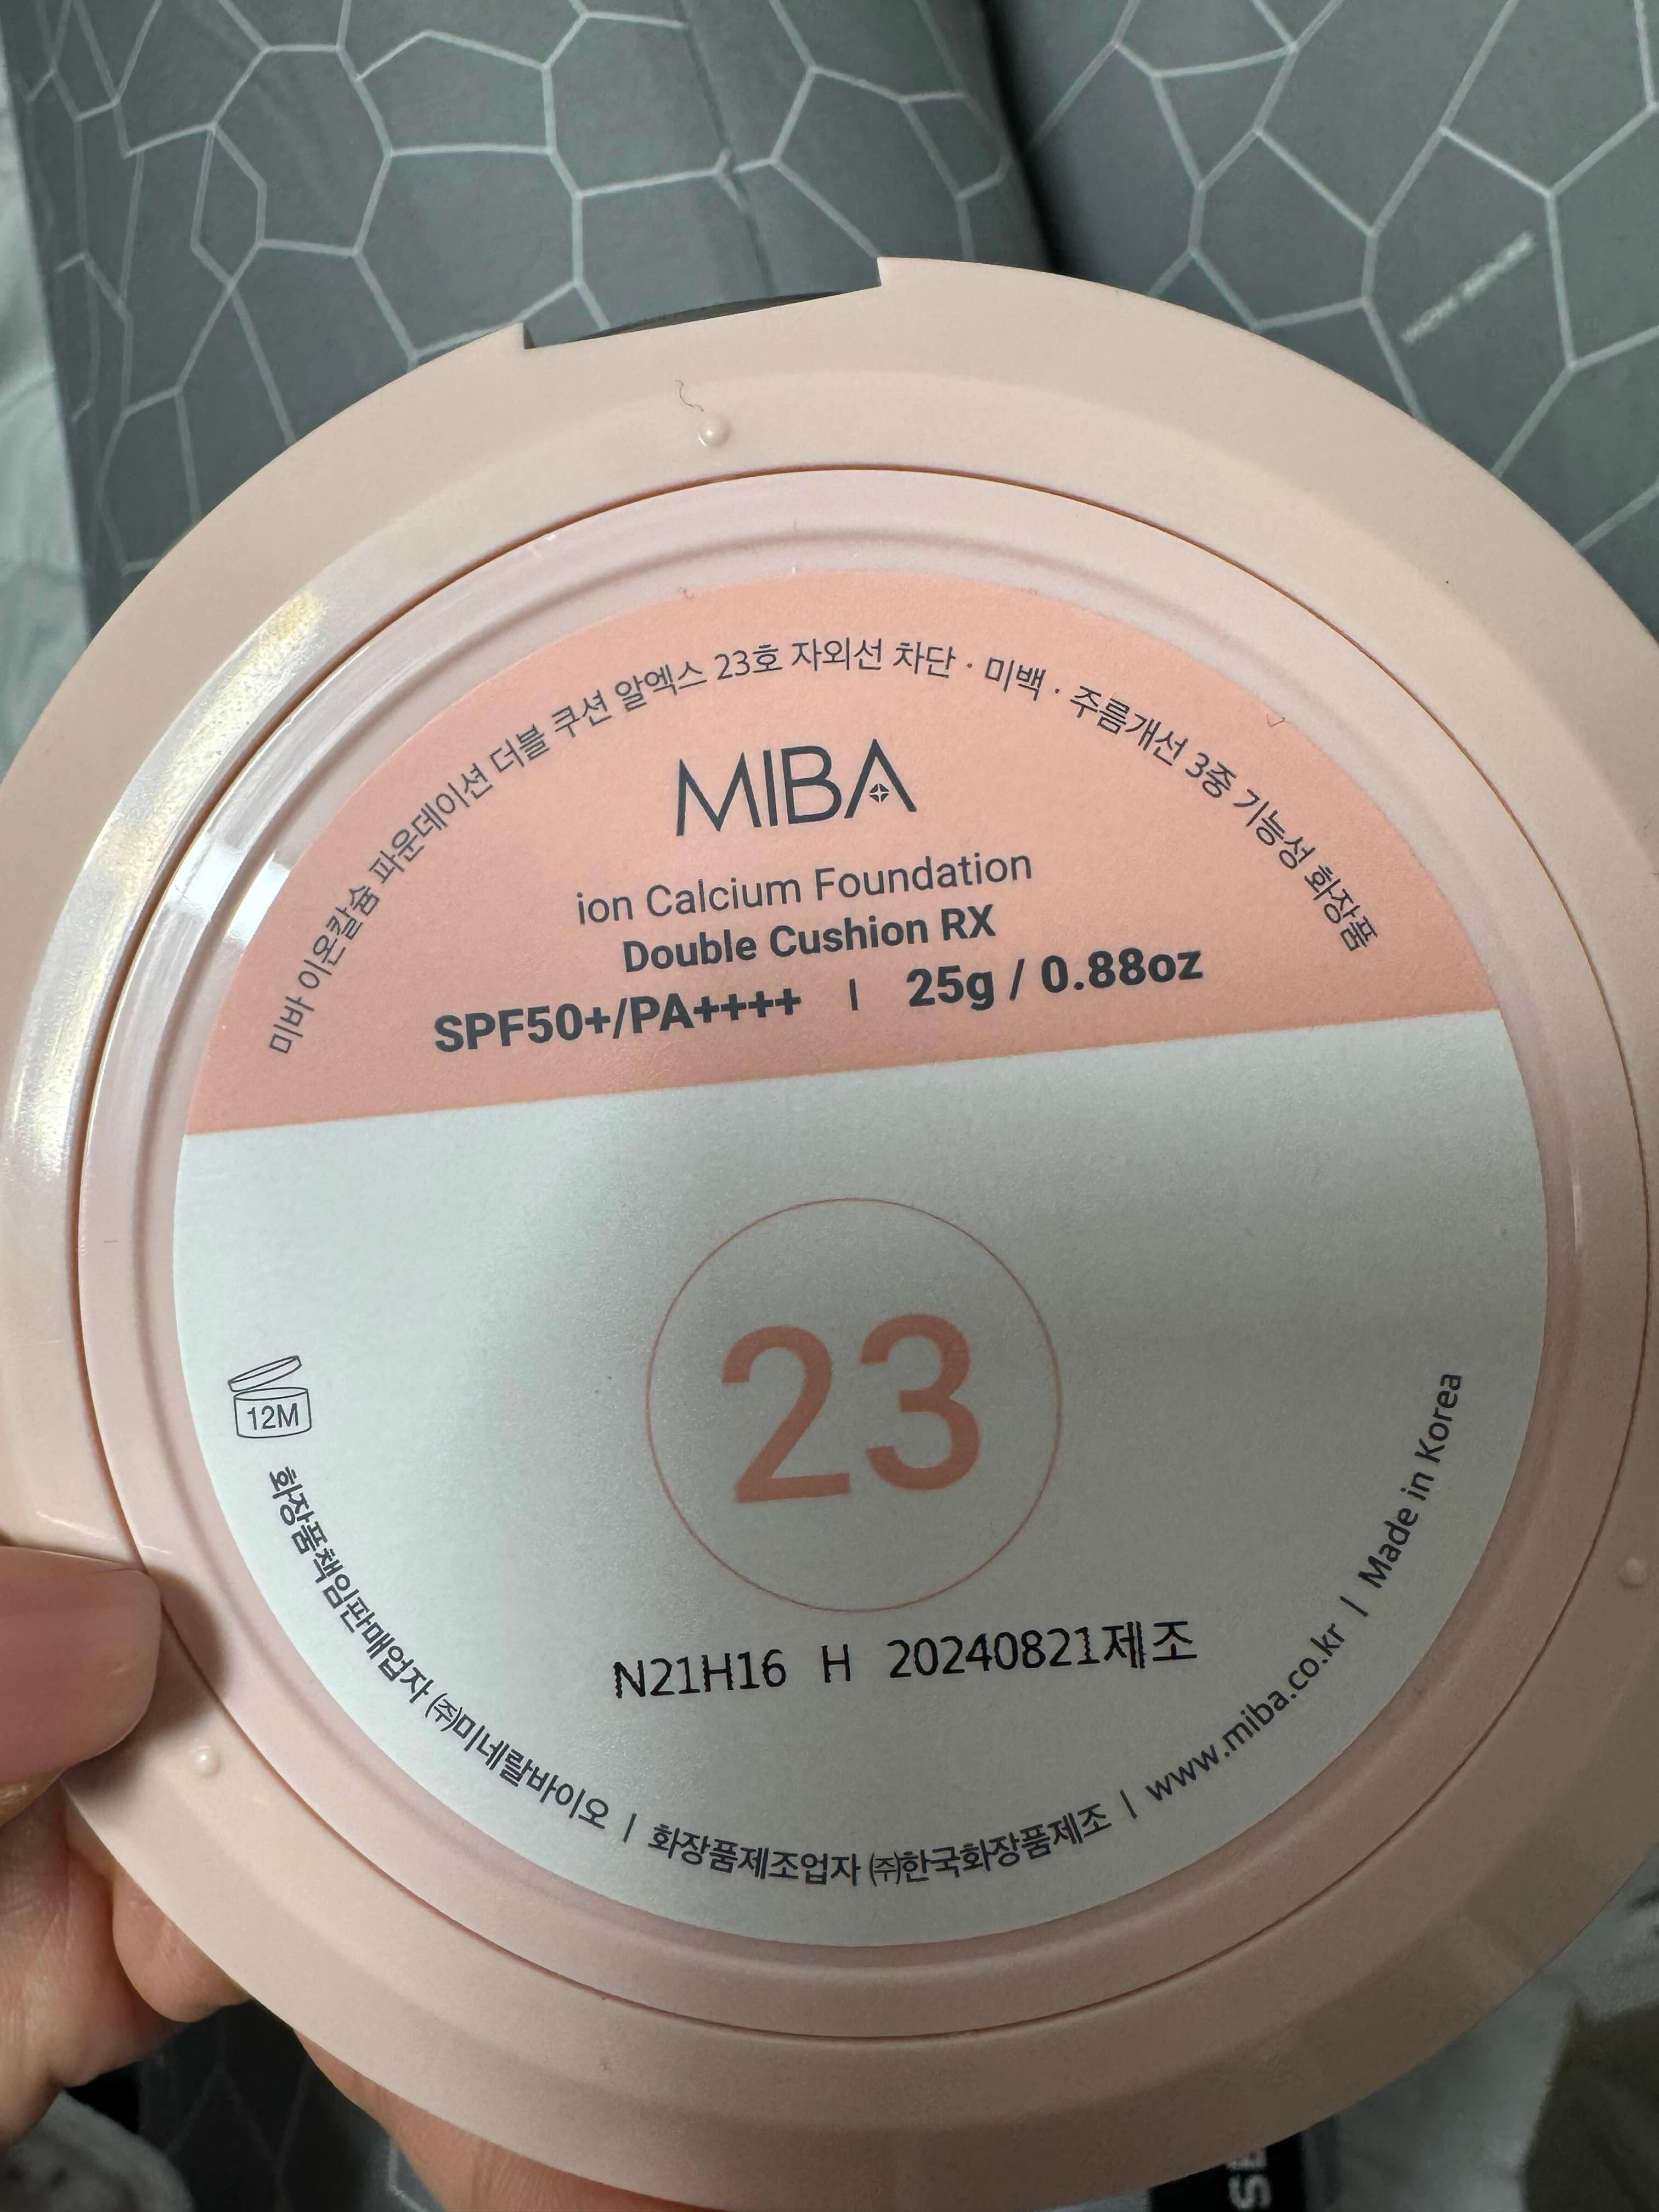 미바 이온칼슘 파운데이션 더블 쿠션 알엑스 23호 자외선 차단 · 미백 · 주름개선 3중 기능성 화장품
MIBA
ion Calcium Foundation
Double Cushion RX
SPF50+/PA++++ | 25g / 0.88oz
23
12M
N21H16 H 20240821제조
화장품책임판매업자 ㈜미네랄바이오 | 화장품제조업자 ㈜한국화장품제조 | www.miba.co.kr | Made in Korea